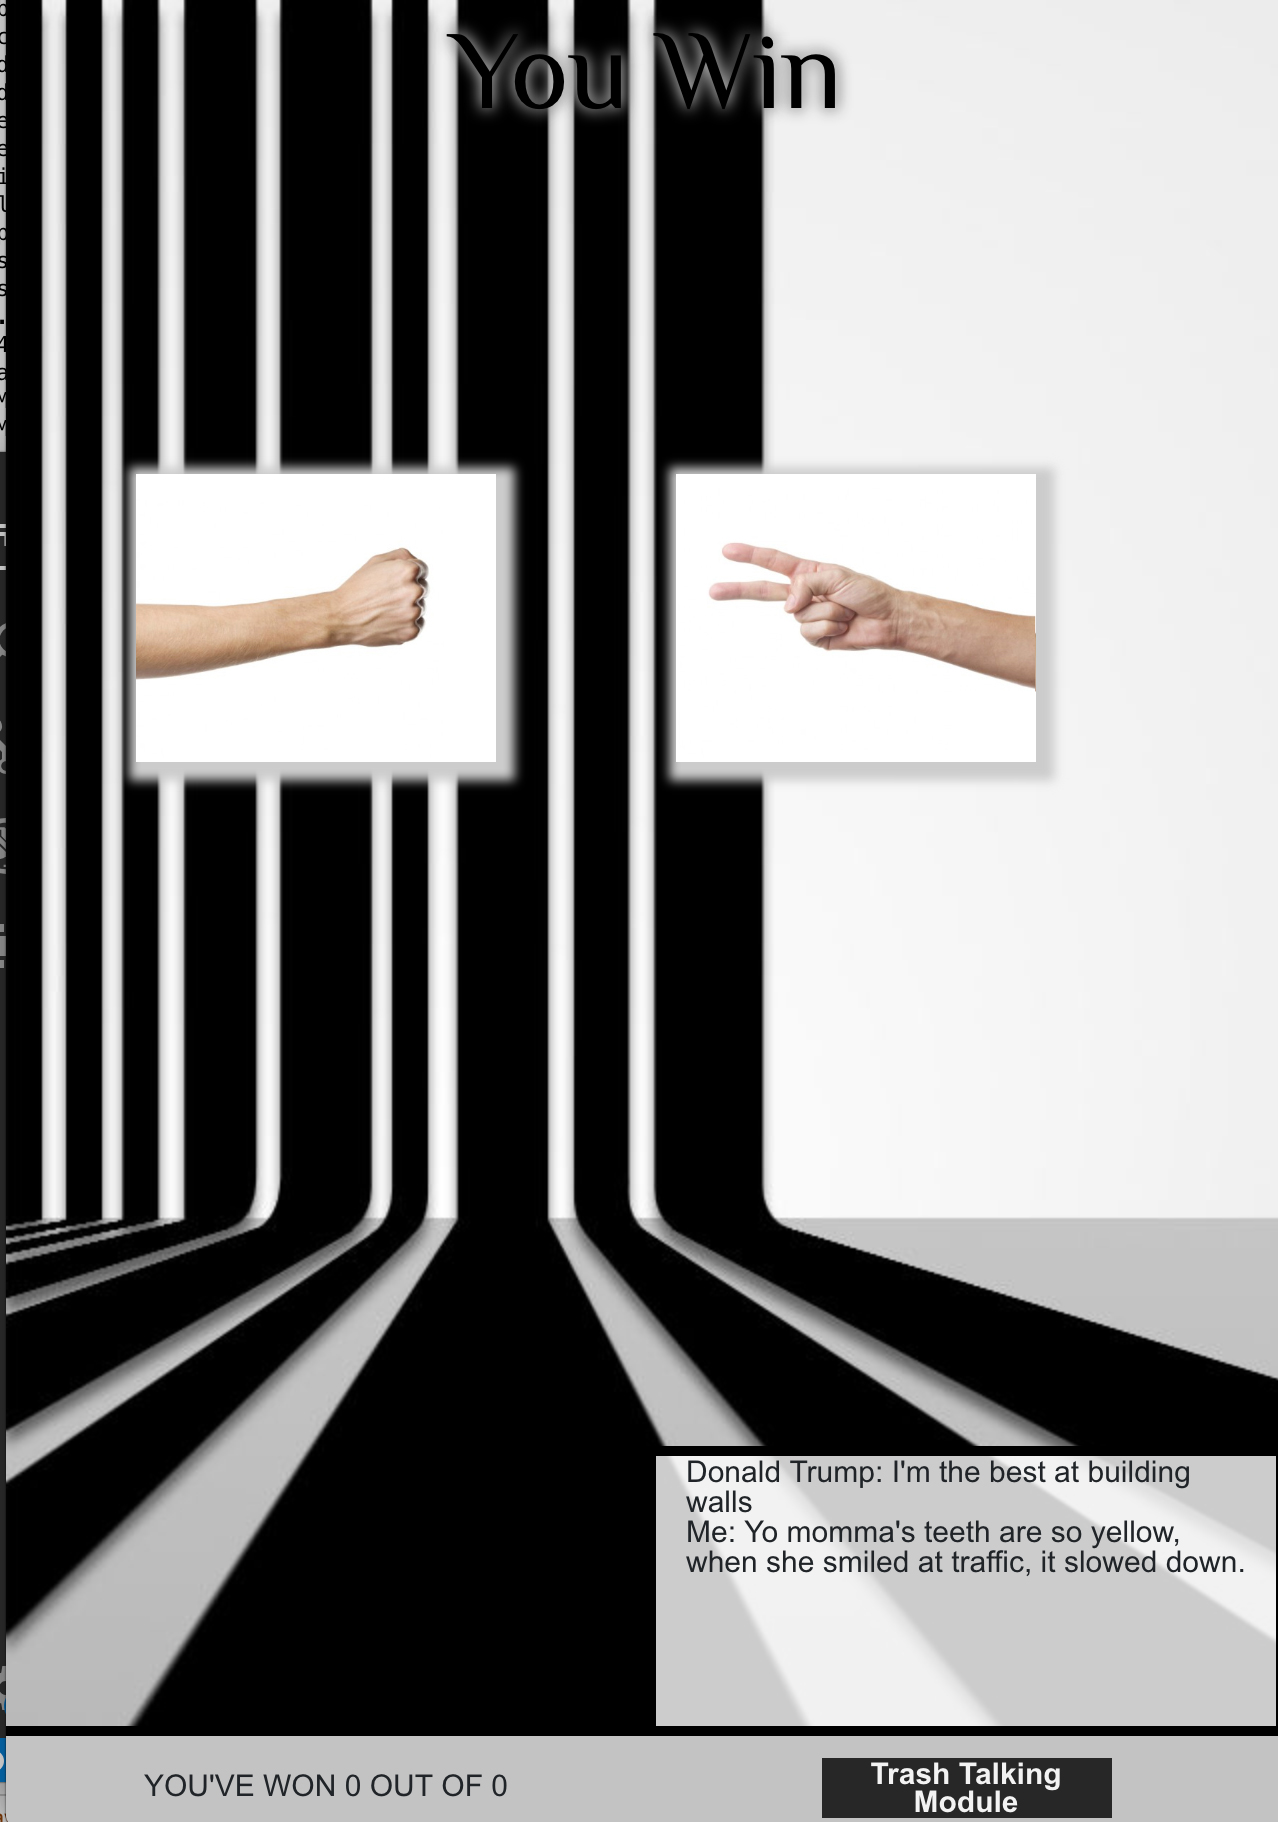 You Win
Donald Trump: I'm the best at building
walls
Me: Yo momma's teeth are so yellow,
when she smiled at traffic, it slowed down.
YOU'VE WON 0 OUT OF 0
Trash Talking
Module